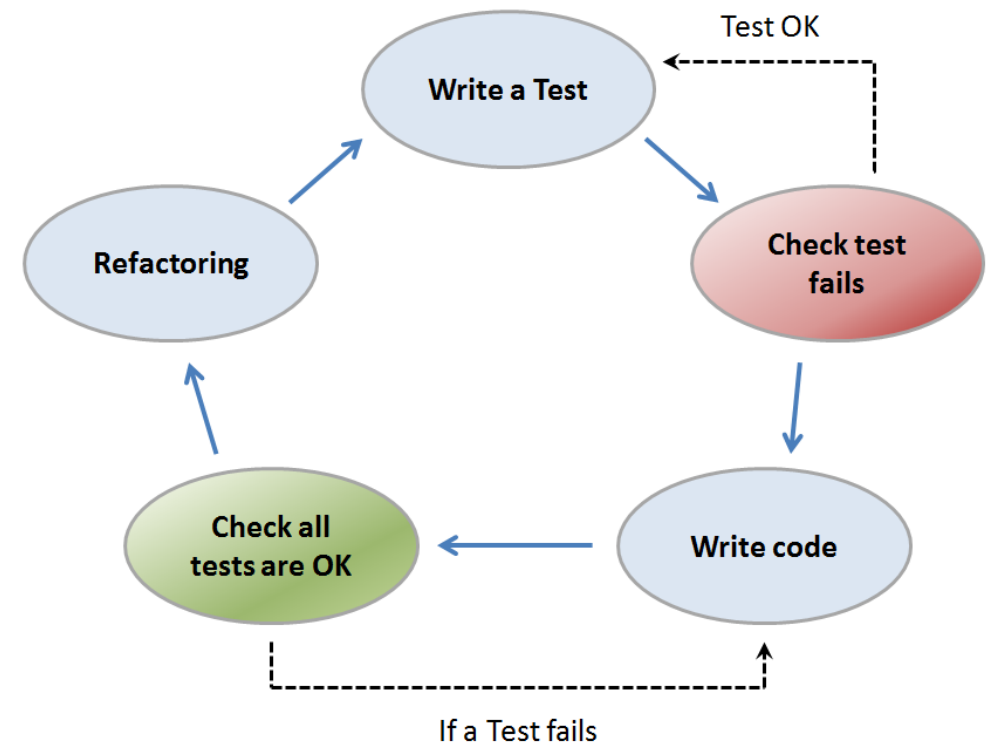 Test OK
Write a Test
Check test
fails
Refactoring
Write code
Check all
tests are OK
If a Test fails